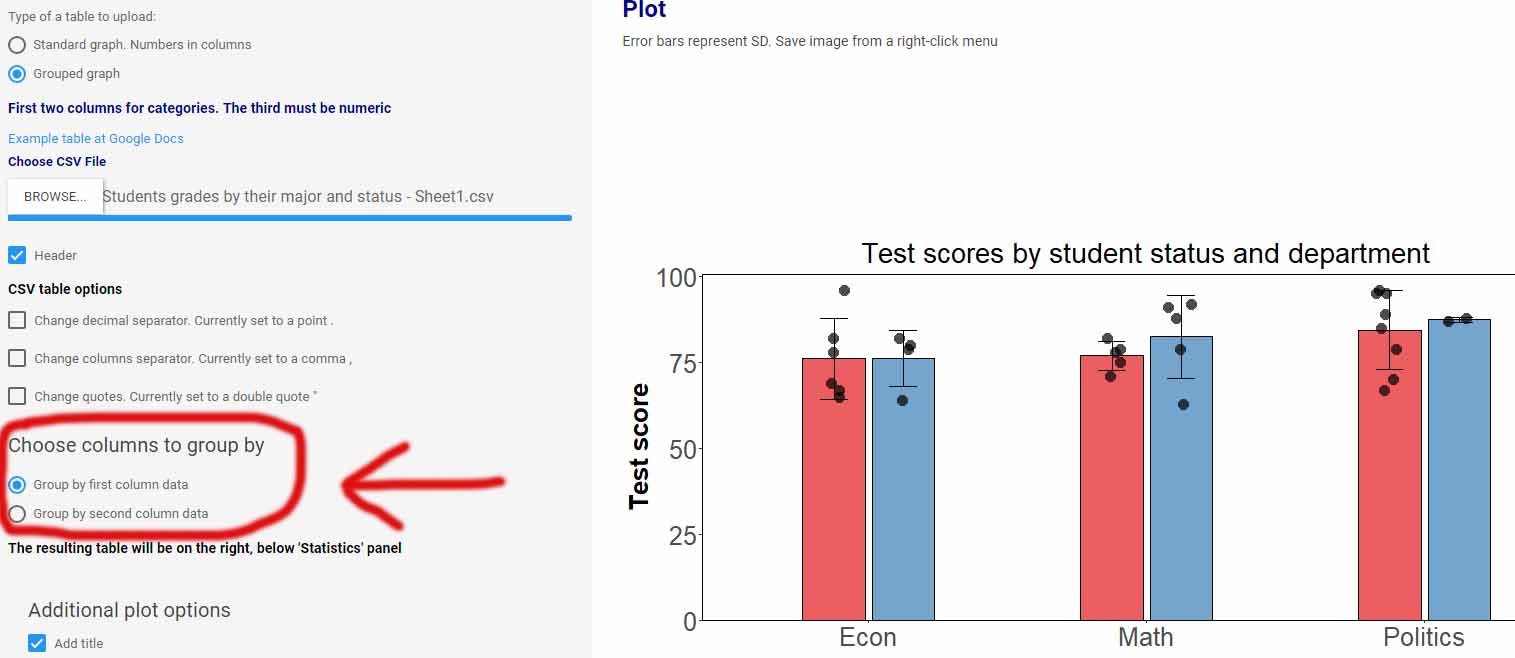 Type of a table to upload:
Standard graph. Numbers in columns
Grouped graph
First two columns for categories. The third must be numeric
Example table at Google Docs
Choose CSV File
BROWSE... Students grades by their major and status - Sheet1.csv
Header
CSV table options
Change decimal separator. Currently set to a point .
Change columns separator. Currently set to a comma ,
Change quotes. Currently set to a double quote "
Choose columns to group by
Group by first column data
Group by second column data
The resulting table will be on the right, below 'Statistics' panel
Additional plot options
Add title
Plot
Error bars represent SD. Save image from a right-click menu
Test scores by student status and department
Test score
100
75
50
25
0
Econ Math Politics